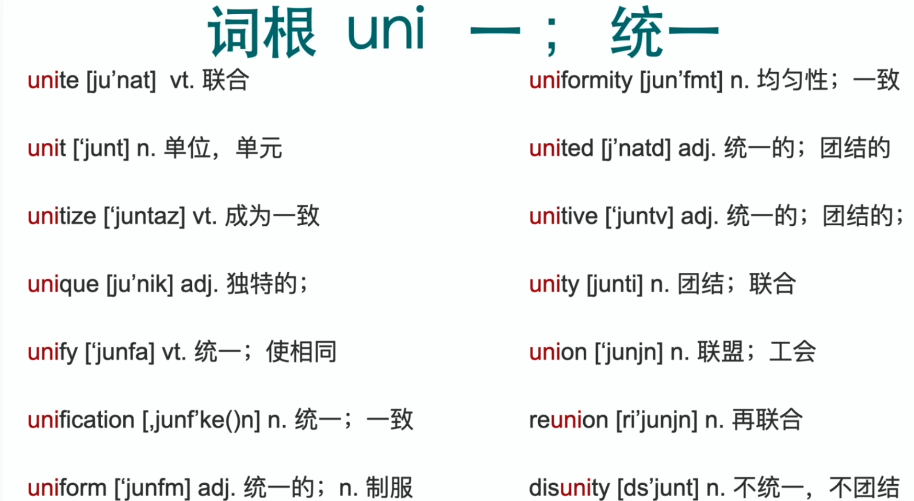 词根 uni 一； 统一
unite [ju’nat] vt. 联合
unit [‘junt] n. 单位，单元
unitize [‘juntaz] vt. 成为一致
unique [ju’nik] adj. 独特的；
unify [‘junfa] vt. 统一；使相同
unification [,junf’ke()n] n. 统一；一致
uniform [‘junfm] adj. 统一的；n. 制服
uniformity [jun’fmt] n. 均匀性；一致
united [j’natd] adj. 统一的；团结的
unitive [‘juntv] adj. 统一的；团结的；
unity [junti] n. 团结；联合
union [‘junjn] n. 联盟；工会
reunion [ri’junjn] n. 再联合
disunity [ds’junt] n. 不统一，不团结